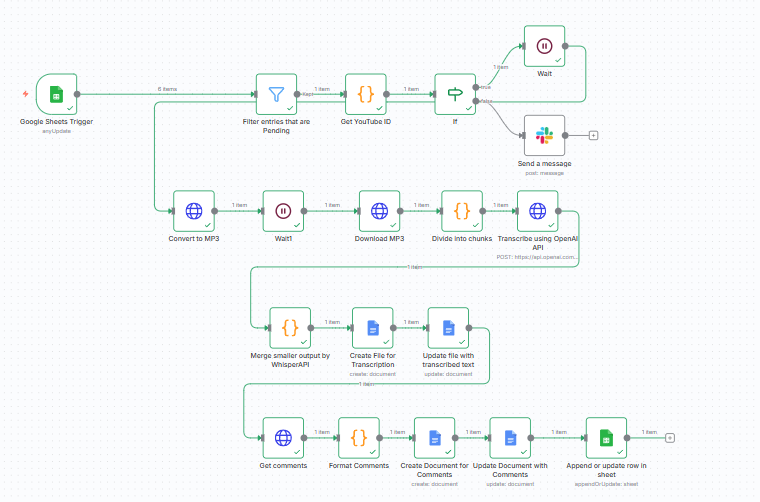 1 item
Wait
6 items
Kept
1 item
1 item
true
false
Google Sheets Trigger
anyUpdate
Filter entries that are
Pending
Get YouTube ID
If
Send a message
post: message
1 item
1 item
1 item
1 item
Convert to MP3
Wait1
Download MP3
Divide into chunks
Transcribe using OpenAI
API
POST: https://api.openai.com...
1 item
1 item
1 item
Merge smaller output by
WhisperAPI
Create File for
Transcription
create: document
Update file with
transcribed text
update: document
1 item
1 item
1 item
1 item
1 item
1 item
Get comments
Format Comments
Create Document for
Comments
create: document
Update Document with
Comments
update: document
Append or update row in
sheet
appendOrUpdate: sheet